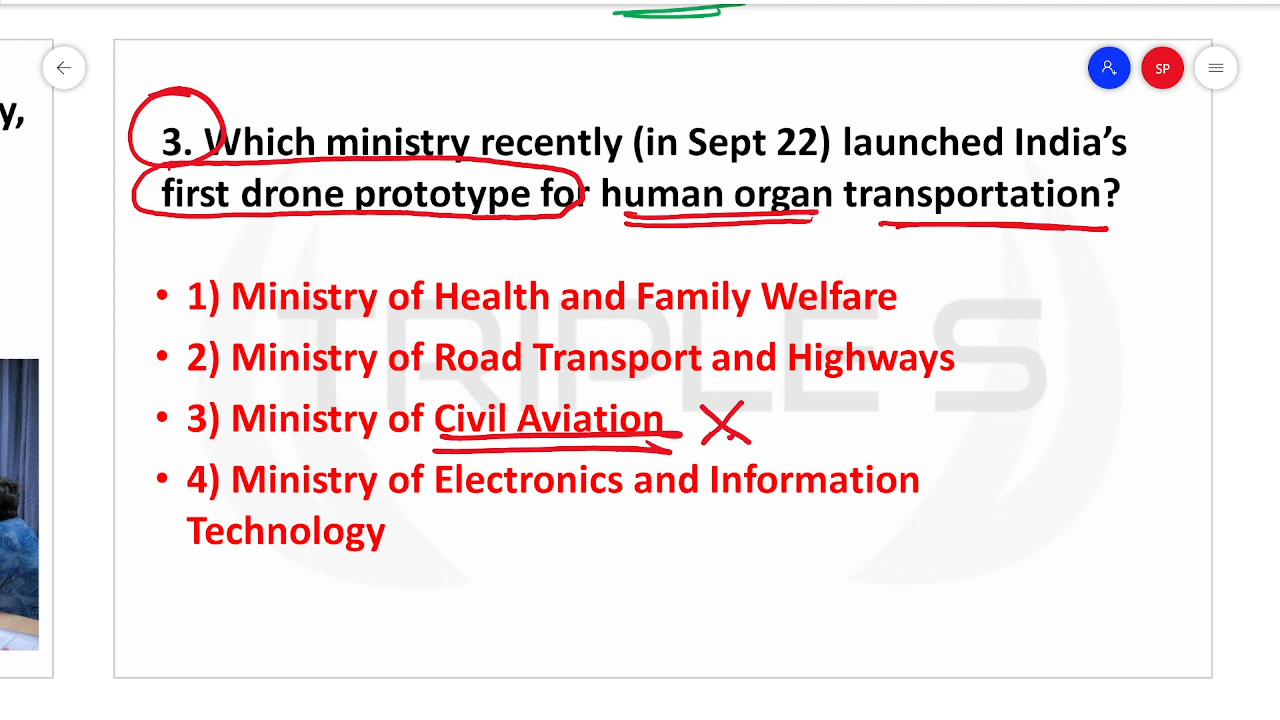 y,
SP
3. Which ministry recently (in Sept 22) launched India’s
first drone prototype for human organ transportation?
• 1) Ministry of Health and Family Welfare
• 2) Ministry of Road Transport and Highways
• 3) Ministry of Civil Aviation
• 4) Ministry of Electronics and Information
Technology
TRIPLE S